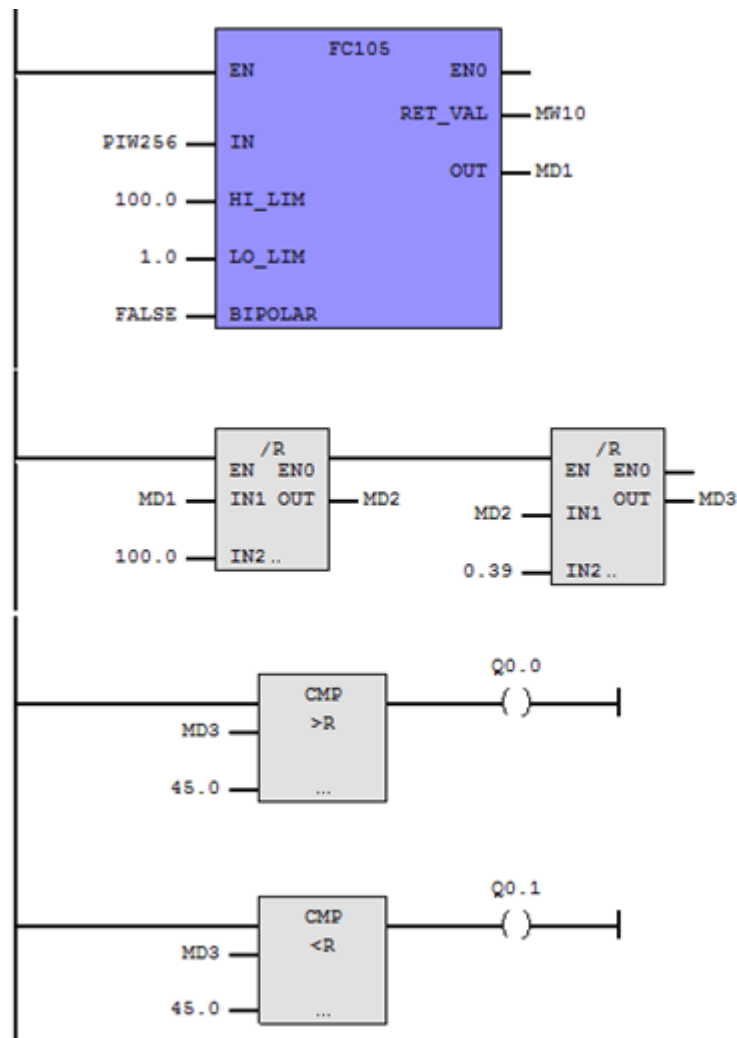 FC105
EN ENO
RET_VAL MW10
PIW256 IN
OUT MD1
100.0 HI_LIM
1.0 LO_LIM
FALSE BIPOLAR
/R /R
EN ENO EN ENO
MD1 IN1 OUT MD2 OUT MD3
MD2 IN1
100.0 IN2..
0.39 IN2..
Q0.0
CMP
>R
MD3
45.0
...
Q0.1
CMP
<R
MD3
45.0
...